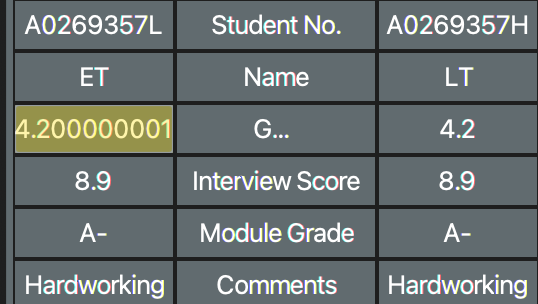 A0269357L Student No. A0269357H
ET Name LT
4.200000001 G... 4.2
8.9 Interview Score 8.9
A- Module Grade A-
Hardworking Comments Hardworking